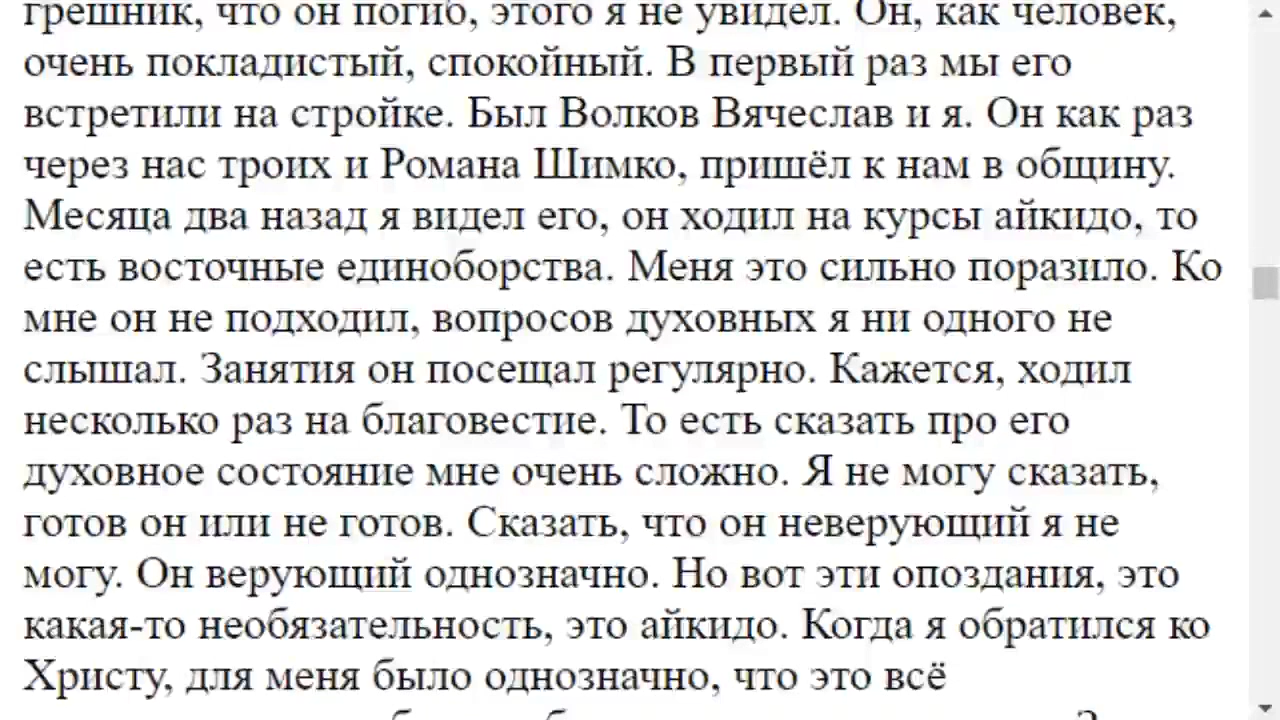 грешник, что он погиб, этого я не увидел. Он, как человек,
очень покладистый, спокойный. В первый раз мы его
встретили на стройке. Был Волков Вячеслав и я. Он как раз
через нас троих и Романа Шимко, пришёл к нам в общину.
Месяца два назад я видел его, он ходил на курсы айкидо, то
есть восточные единоборства. Меня это сильно поразило. Ко
мне он не подходил, вопросов духовных я ни одного не
слышал. Занятия он посещал регулярно. Кажется, ходил
несколько раз на благовестие. То есть сказать про его
духовное состояние мне очень сложно. Я не могу сказать,
готов он или не готов. Сказать, что он неверующий я не
могу. Он верующий однозначно. Но вот эти опоздания, это
какая-то необязательность, это айкидо. Когда я обратился ко
Христу, для меня было однозначно, что это всё